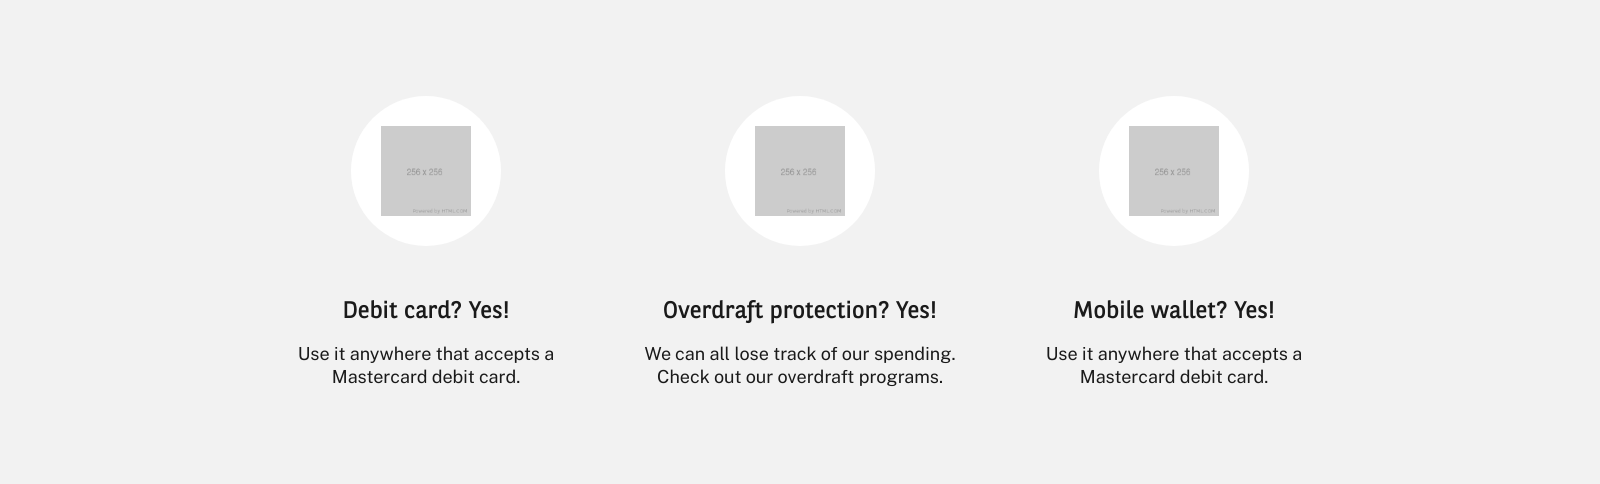 256 x 256
Powered by HTML.COM
256 x 256
Powered by HTML.COM
256 x 256
Powered by HTML.COM
Debit card? Yes!
Use it anywhere that accepts a
Mastercard debit card.
Overdraft protection? Yes!
We can all lose track of our spending.
Check out our overdraft programs.
Mobile wallet? Yes!
Use it anywhere that accepts a
Mastercard debit card.